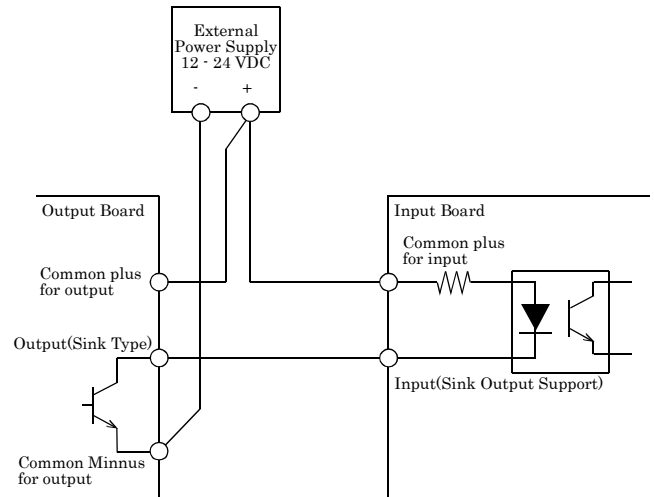 External
Power Supply
12 - 24 VDC
- +
Output Board
Input Board
Common plus
for input
Common plus
for output
Output(Sink Type)
Input(Sink Output Support)
Common Minnus
for output